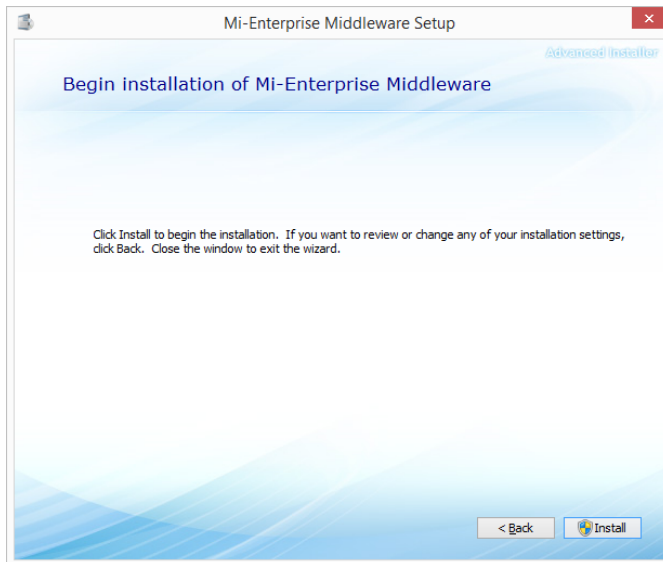 Mi-Enterprise Middleware Setup
Advanced Installer
Begin installation of Mi-Enterprise Middleware
Click Install to begin the installation.  If you want to review or change any of your installation settings,
click Back.  Close the window to exit the wizard.
< Back
Install